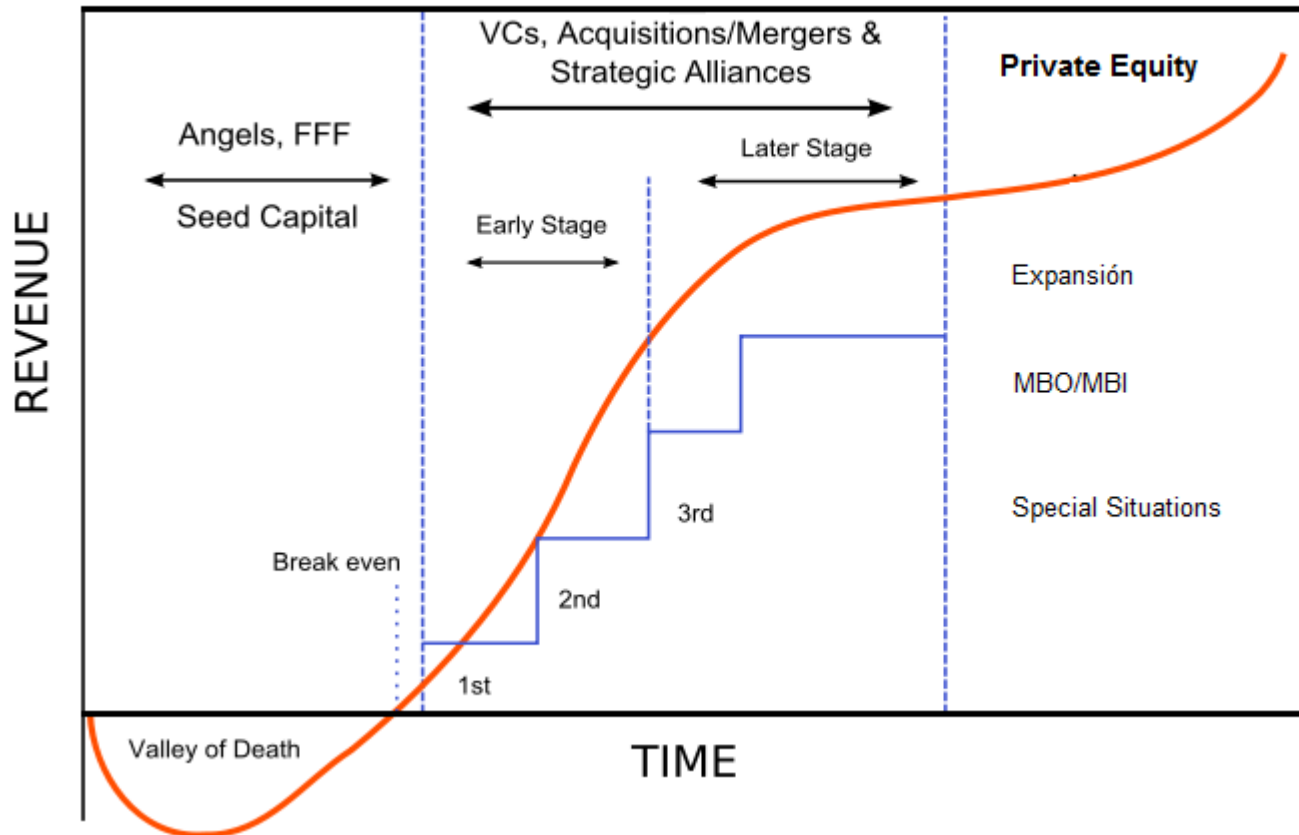 VCs, Acquisitions/Mergers &
Strategic Alliances
Private Equity
Angels, FFF
Seed Capital
Later Stage
Early Stage
REVENUE
Expansión
MBO/MBI
Special Situations
3rd
Break even
2nd
1st
Valley of Death
TIME